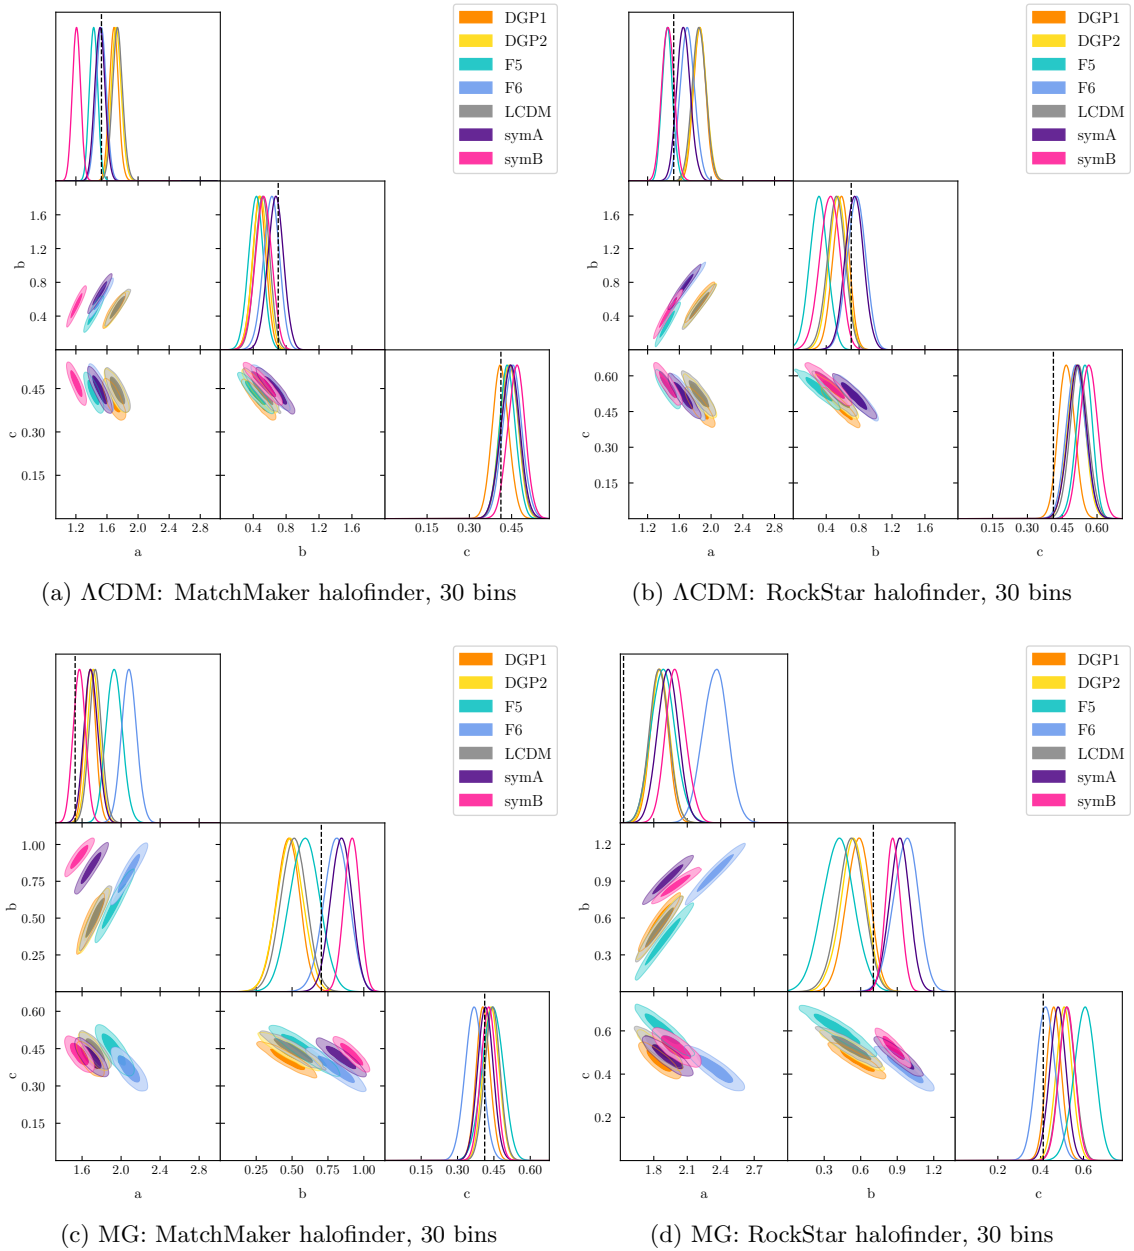 DGP1
DGP2
F5
F6
LCDM
symA
symB
DGP1
DGP2
F5
F6
LCDM
symA
symB
b
1.6
1.2
0.8
0.4
b
1.6
1.2
0.8
0.4
c
0.45
0.30
0.15
c
0.60
0.45
0.30
0.15
1.2 1.6 2.0 2.4 2.8
0.4 0.8 1.2 1.6
0.15 0.30 0.45
1.2 1.6 2.0 2.4 2.8
0.4 0.8 1.2 1.6
0.15 0.30 0.45 0.60
a b c
a b c
(a) ΛCDM: MatchMaker halofinder, 30 bins
(b) ΛCDM: RockStar halofinder, 30 bins
DGP1
DGP2
F5
F6
LCDM
symA
symB
DGP1
DGP2
F5
F6
LCDM
symA
symB
b
1.00
0.75
0.50
0.25
b
1.2
0.9
0.6
0.3
c
0.60
0.45
0.30
0.15
c
0.6
0.4
0.2
1.6 2.0 2.4 2.8
0.25 0.50 0.75 1.00
0.15 0.30 0.45 0.60
1.8 2.1 2.4 2.7
0.3 0.6 0.9 1.2
0.2 0.4 0.6
a b c
a b c
(c) MG: MatchMaker halofinder, 30 bins
(d) MG: RockStar halofinder, 30 bins